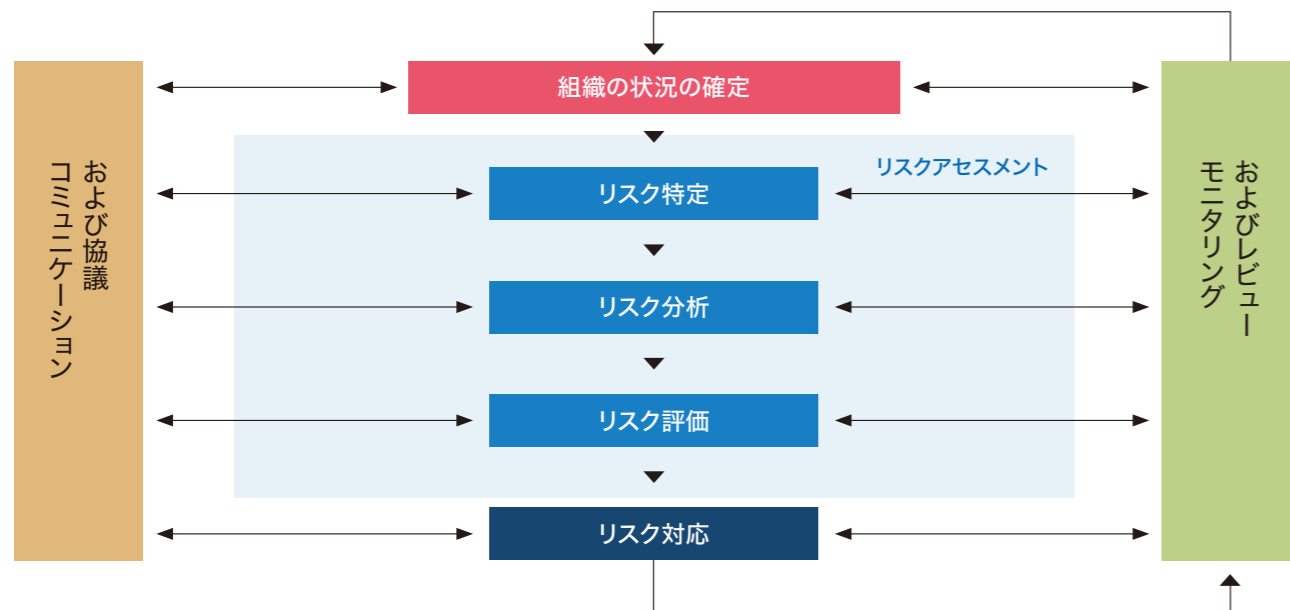 組織の状況の確定
リスクアセスメント
リスク特定
リスク分析
リスク評価
リスク対応
コミュニケーション
および協議
モニタリング
およびレビュー